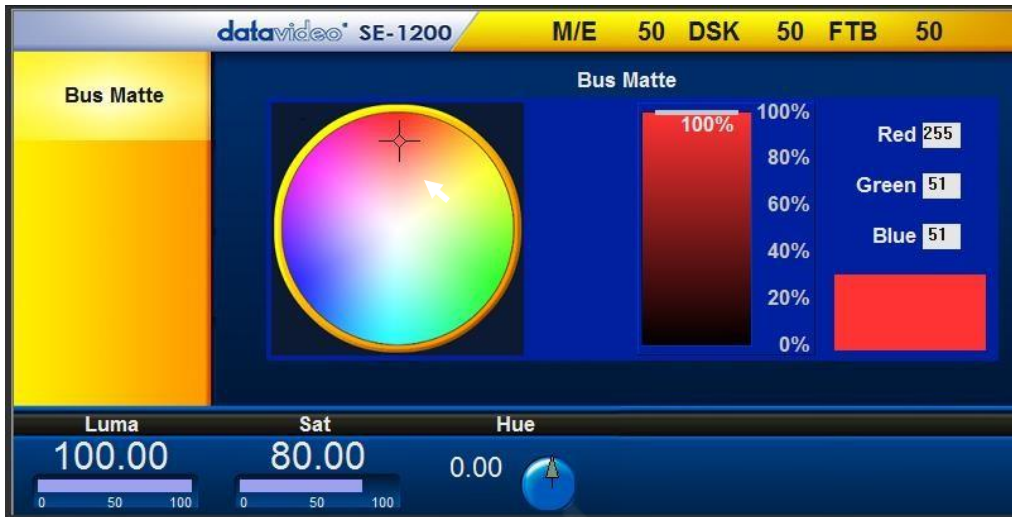 datavideo SE-1200 M/E 50 DSK 50 FTB 50
Bus Matte
Bus Matte
100%
100%
80%
60%
40%
20%
0%
Red 255
Green 51
Blue 51
Luma Sat Hue
100.00 80.00 0.00
0 50 100 0 50 100